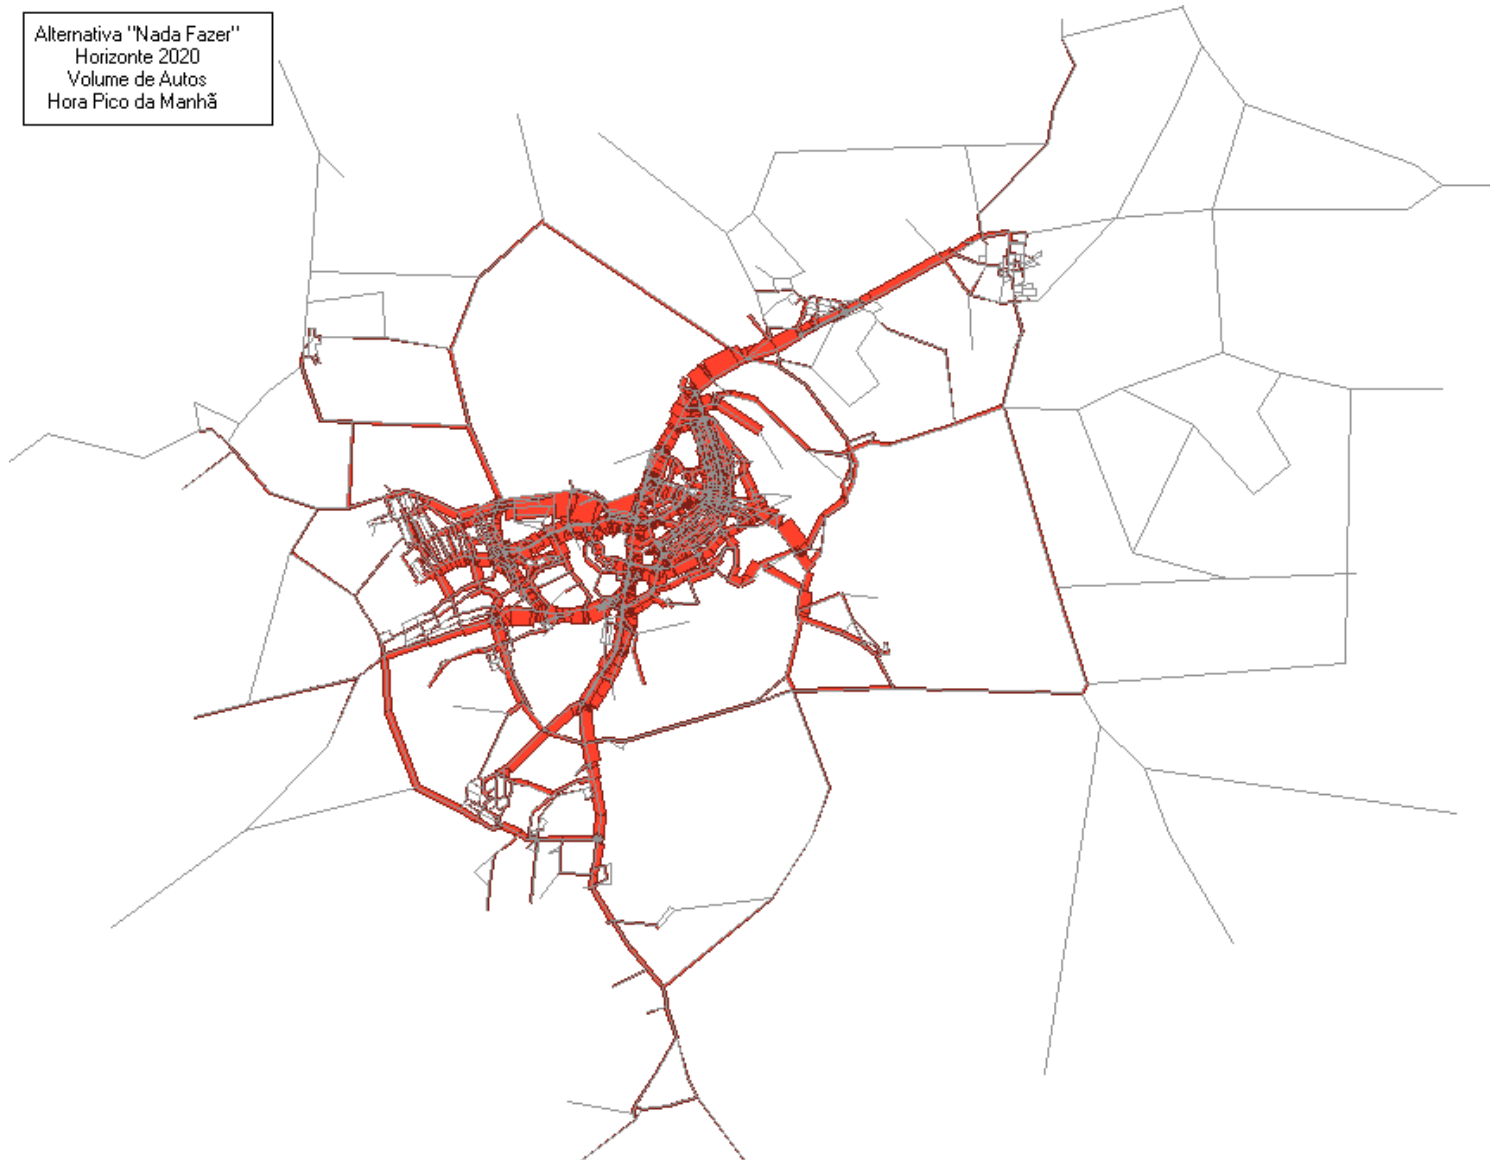 Alternativa "Nada Fazer"
Horizonte 2020
Volume de Autos
Hora Pico da Manhã